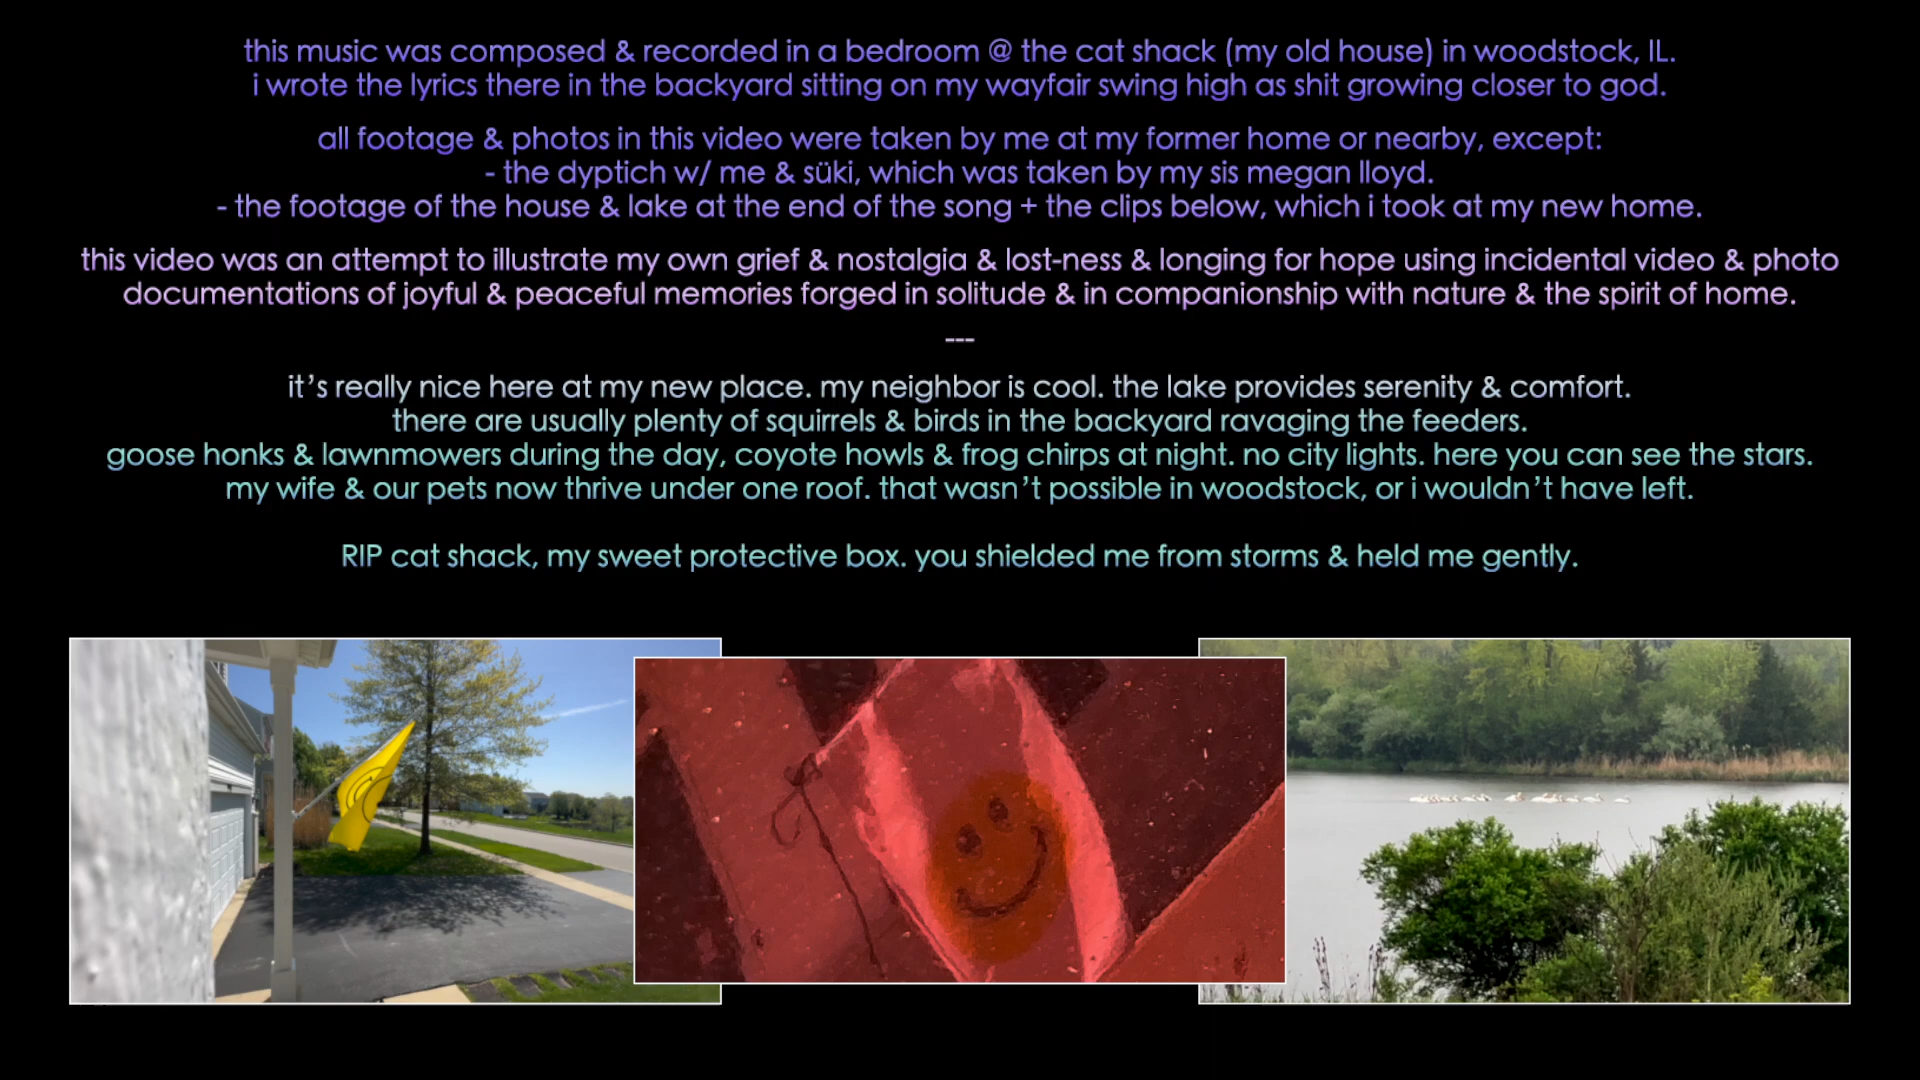 this music was composed & recorded in a bedroom @ the cat shack (my old house) in woodstock, IL.
i wrote the lyrics there in the backyard sitting on my wayfair swing high as shit growing closer to god.
all footage & photos in this video were taken by me at my former home or nearby, except:
- the dyptich w/ me & süki, which was taken by my sis megan lloyd.
- the footage of the house & lake at the end of the song + the clips below, which i took at my new home.
this video was an attempt to illustrate my own grief & nostalgia & lost-ness & longing for hope using incidental video & photo
documentations of joyful & peaceful memories forged in solitude & in companionship with nature & the spirit of home.
---
it’s really nice here at my new place. my neighbor is cool. the lake provides serenity & comfort.
there are usually plenty of squirrels & birds in the backyard ravaging the feeders.
goose honks & lawnmowers during the day, coyote howls & frog chirps at night. no city lights. here you can see the stars.
my wife & our pets now thrive under one roof. that wasn’t possible in woodstock, or i wouldn’t have left.
RIP cat shack, my sweet protective box. you shielded me from storms & held me gently.